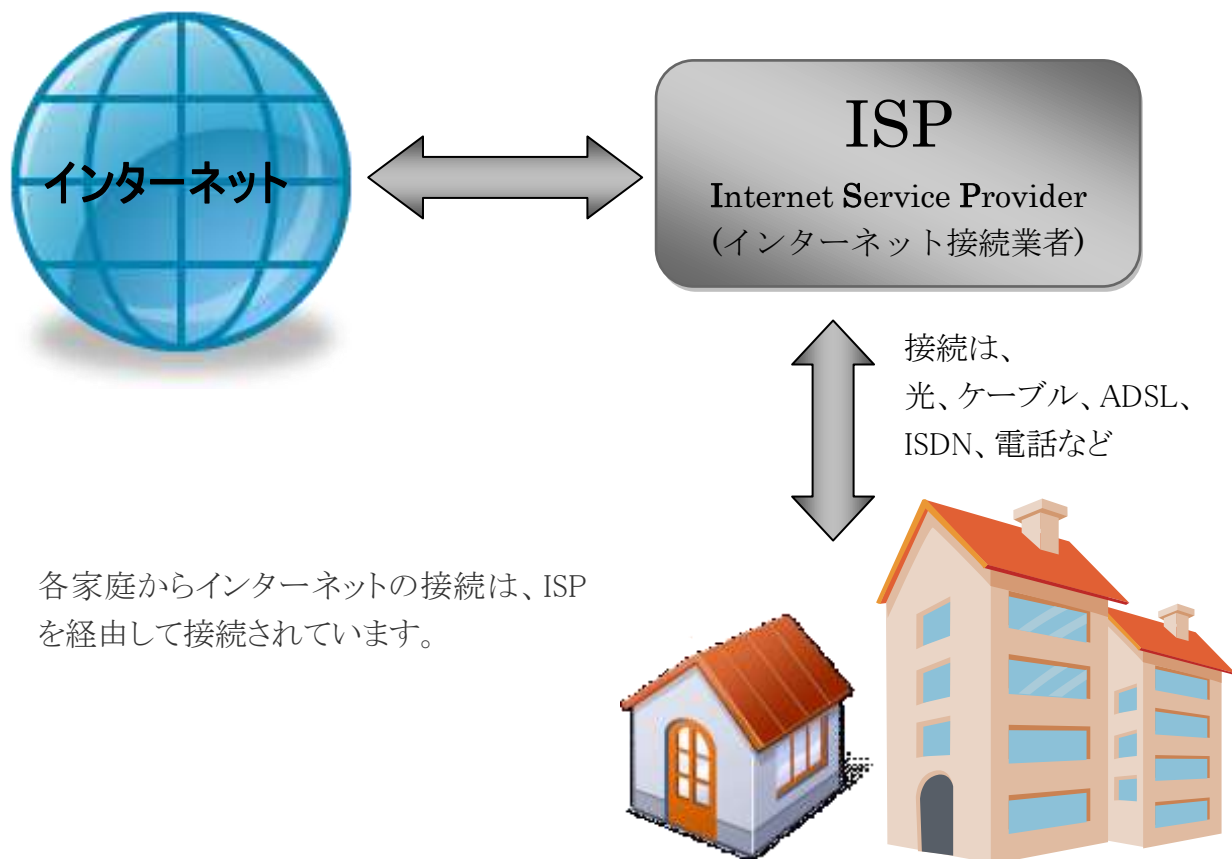 インターネット
ISP
Internet Service Provider
(インターネット接続業者)
接続は、
光、ケーブル、ADSL、
ISDN、電話など
各家庭からインターネットの接続は、ISP
を経由して接続されています。